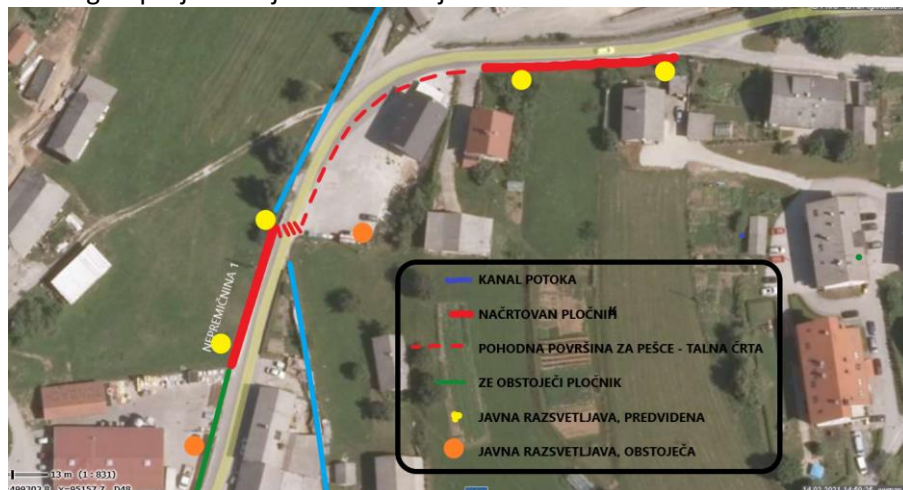 NEPREMIČNINA 1
KANAL POTOKA
NAČRTOVAN PLOČNIK
POHODNA POVRŠINA ZA PEŠCE - TALNA ČRTA
ZE OBSTOJEČI PLOČNIK
JAVNA RAZSVETLJAVA, PREDVIDENA
JAVNA RAZSVETLJAVA, OBSTOJEČA
13 m (1 : 831)